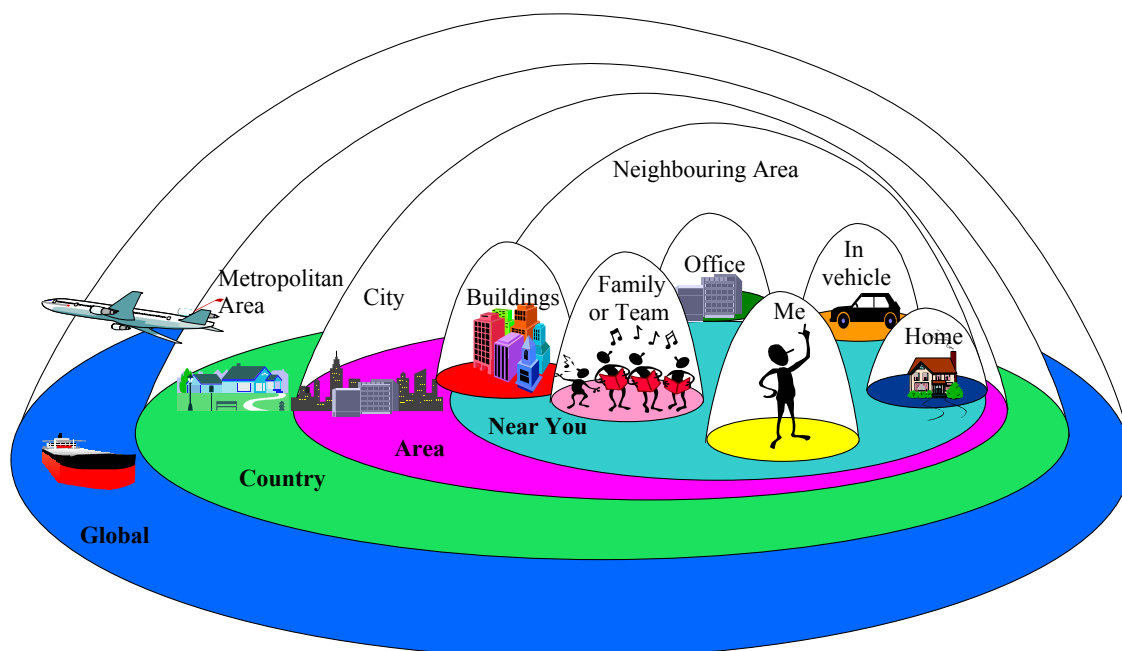 Neighbouring Area
Metropolitan
Area
City
Buildings
Family
or Team
Office
In
vehicle
Me
Home
Near You
Area
Country
Global